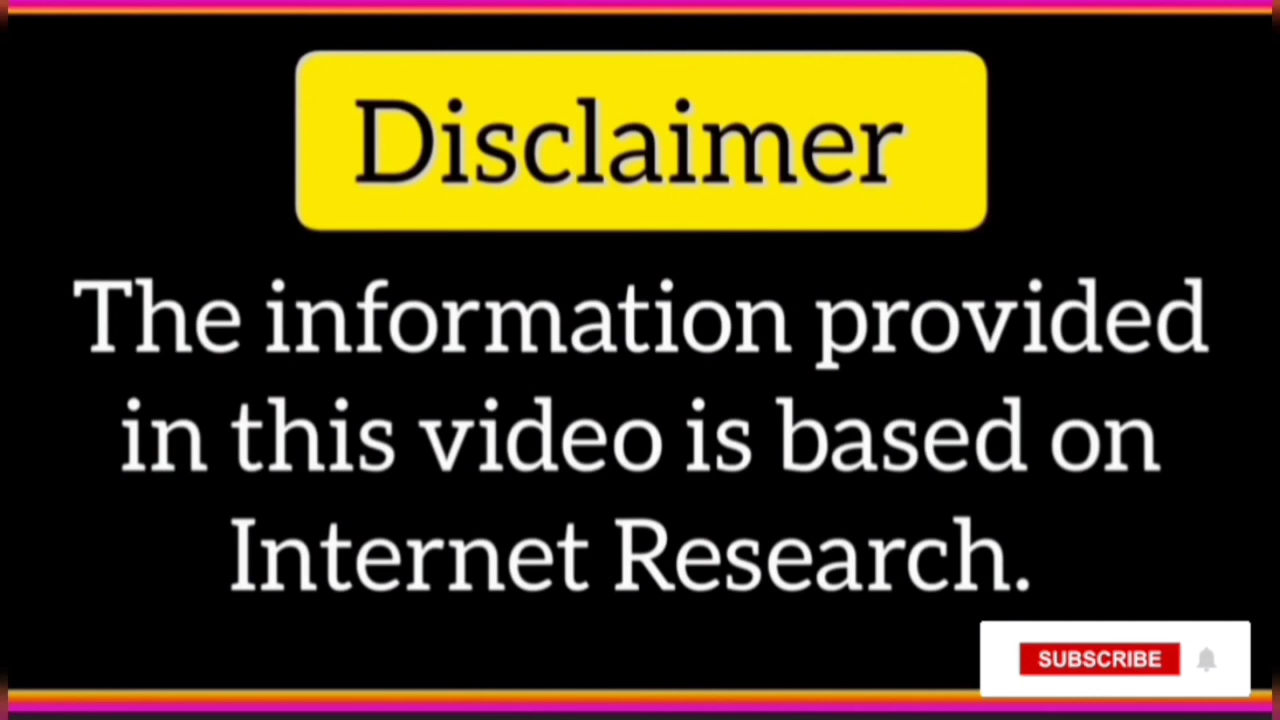 Disclaimer
The information provided
in this video is based on
Internet Research.
SUBSCRIBE